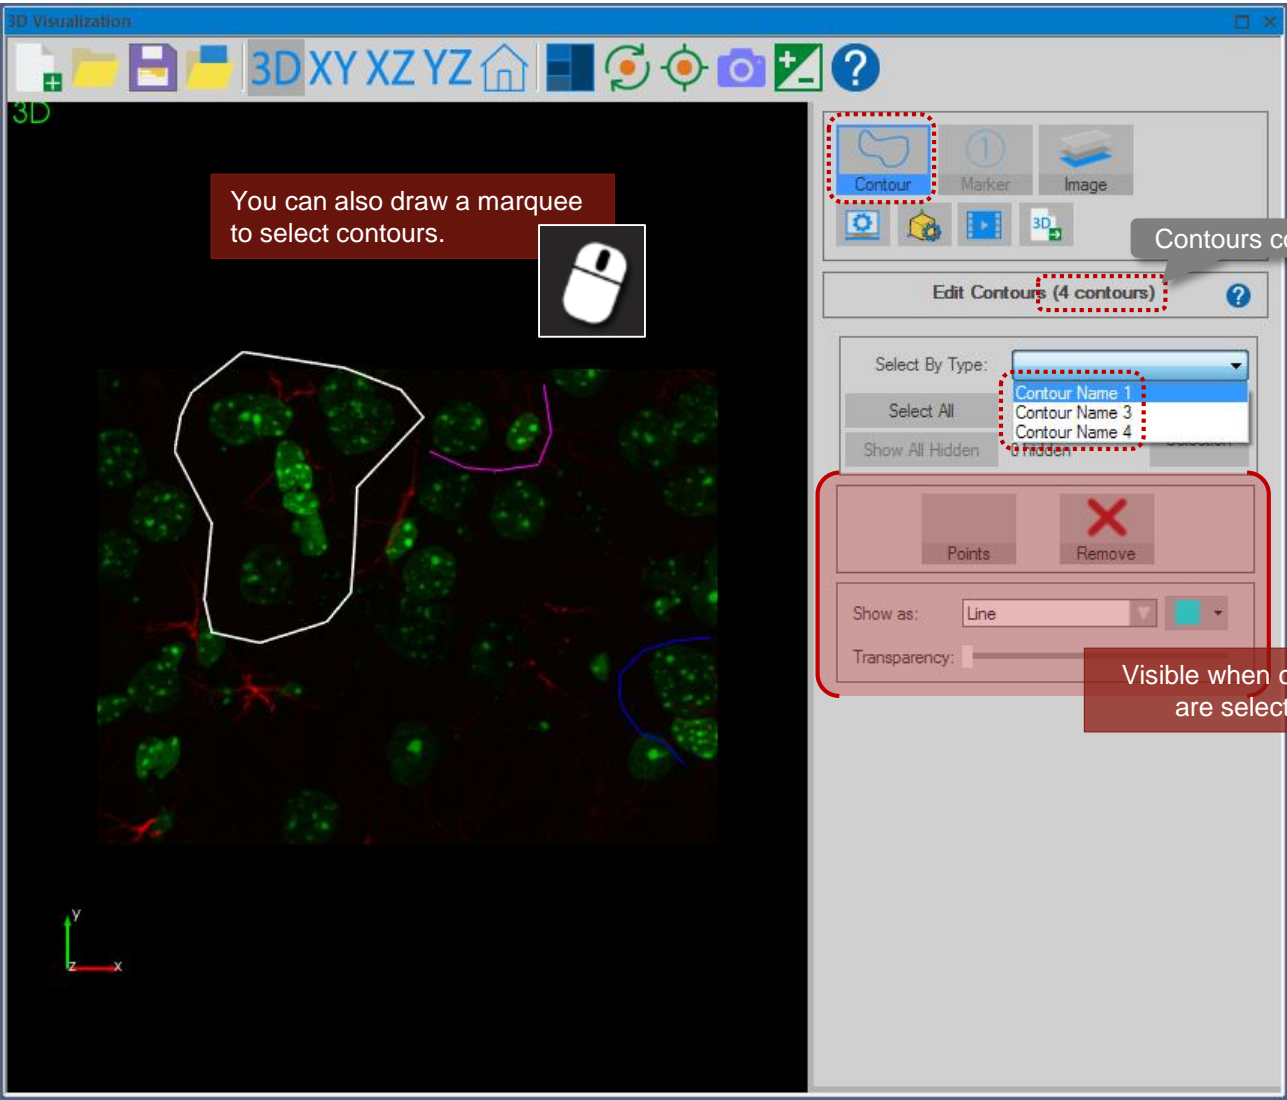 3D Visualization
3D XY XZ YZ
3D
You can also draw a marquee
to select contours.
Contour
Marker
Image
3D
Contours
Edit Contours (4 contours)
Select By Type:
Contour Name 1
Select All
Contour Name 3
Contour Name 4
Show All Hidden
0 hidden
Selection
Points
Remove
Show as:
Line
Transparency:
Visible when
are
y
z
x